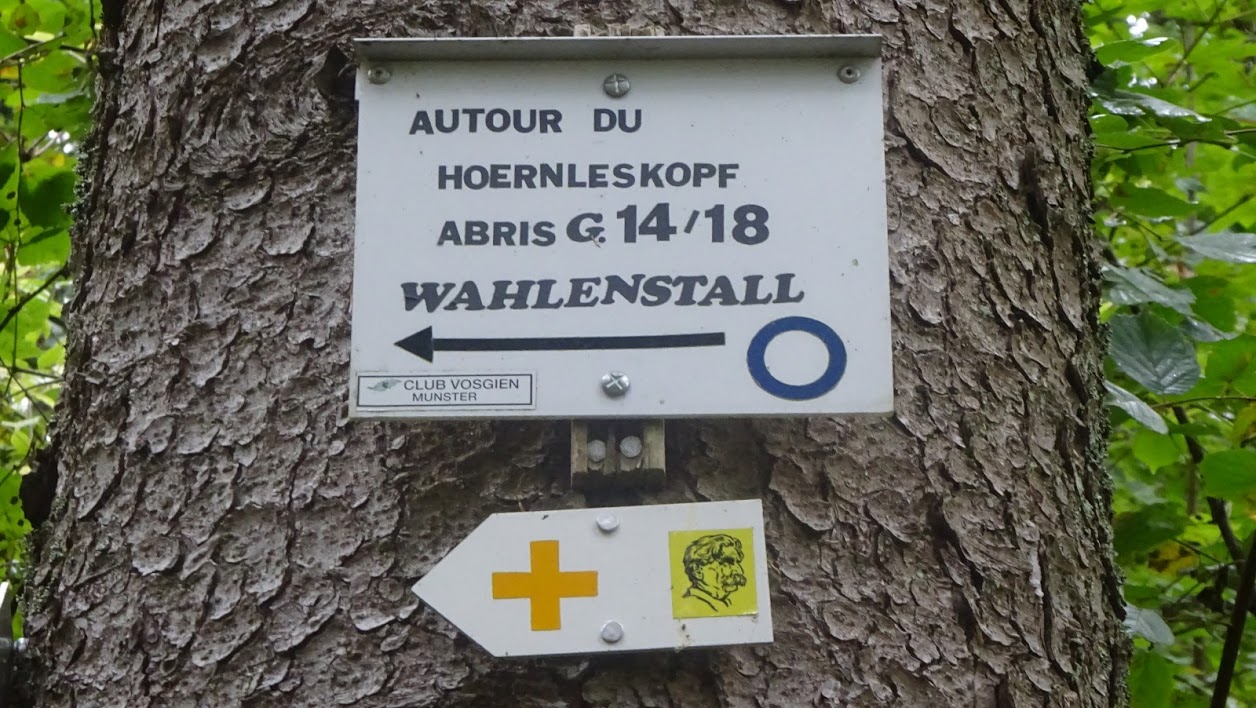 AUTOUR DU
HOERNLESKOPF
ABRIS G. 14/18
WAHLENSTALL
CLUB VOSGIEN
MUNSTER